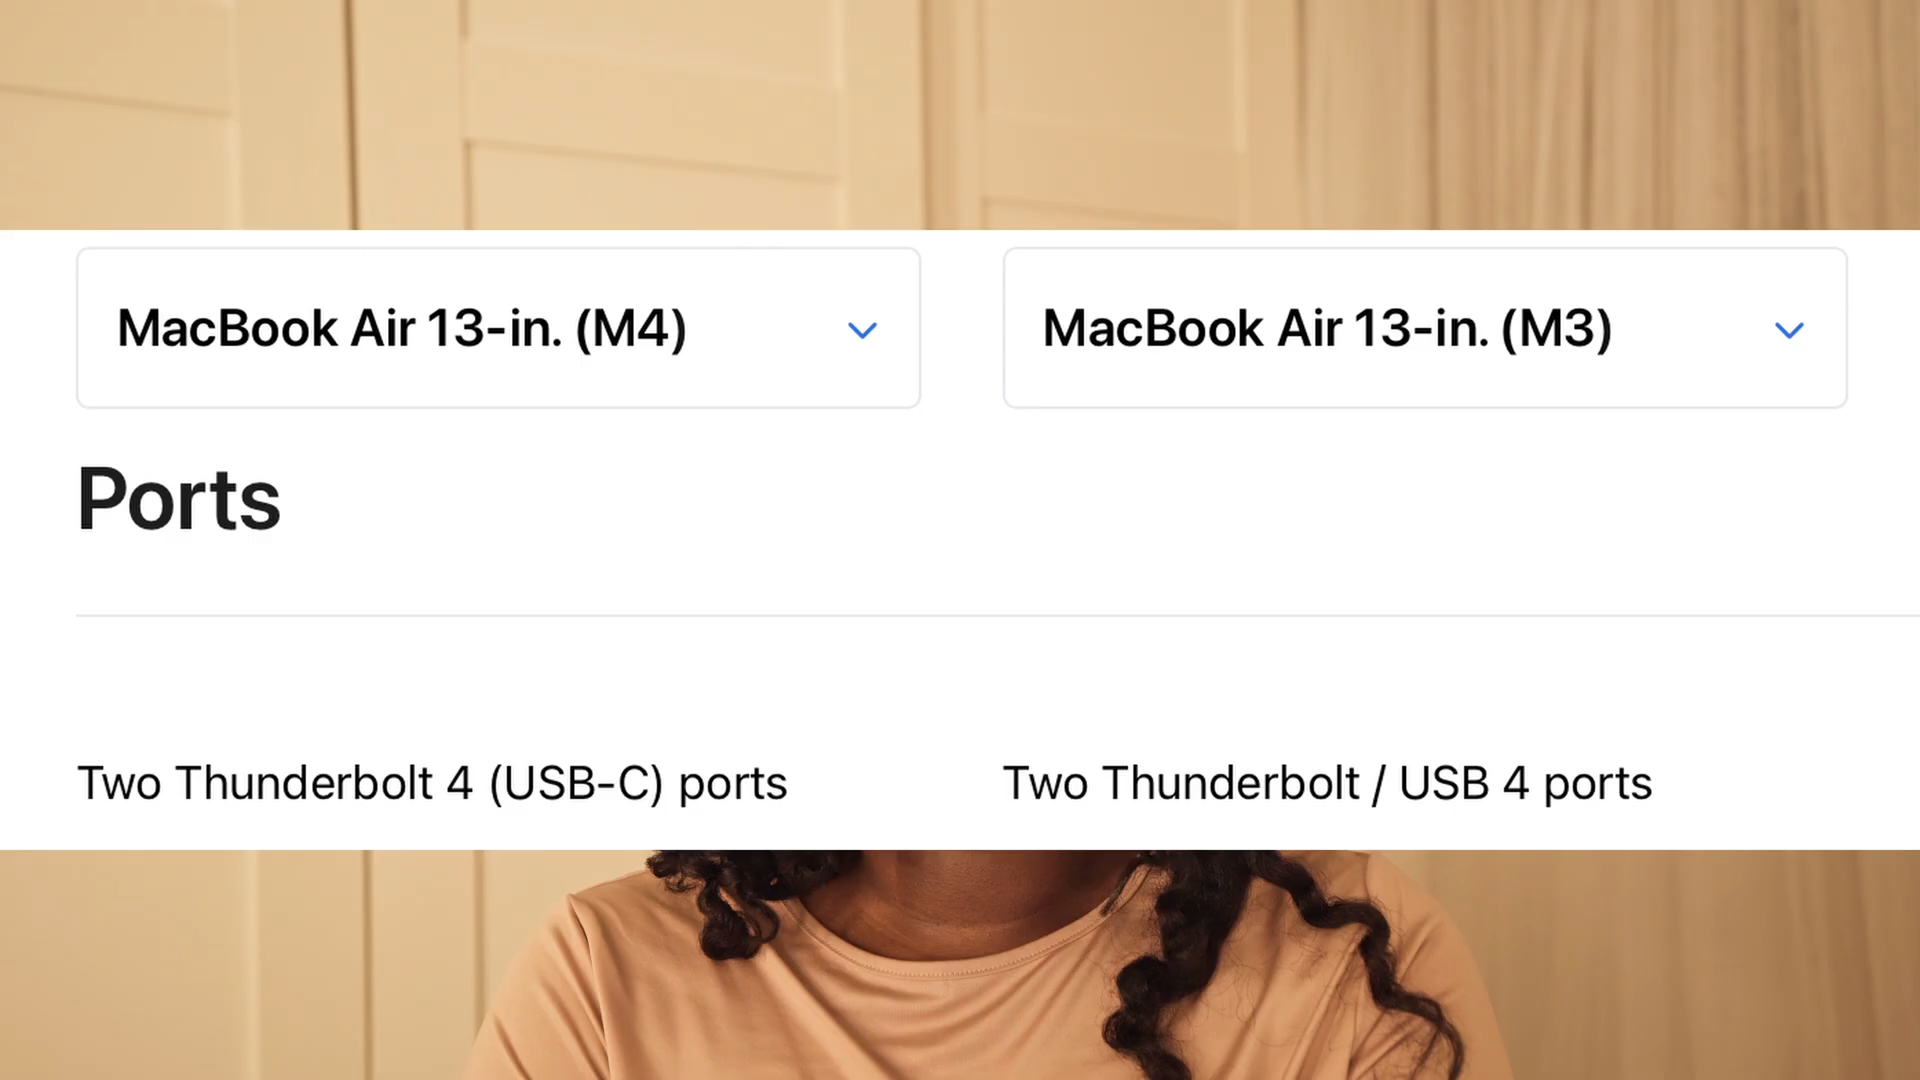 MacBook Air 13-in. (M4)
MacBook Air 13-in. (M3)
Ports
Two Thunderbolt 4 (USB-C) ports
Two Thunderbolt / USB 4 ports